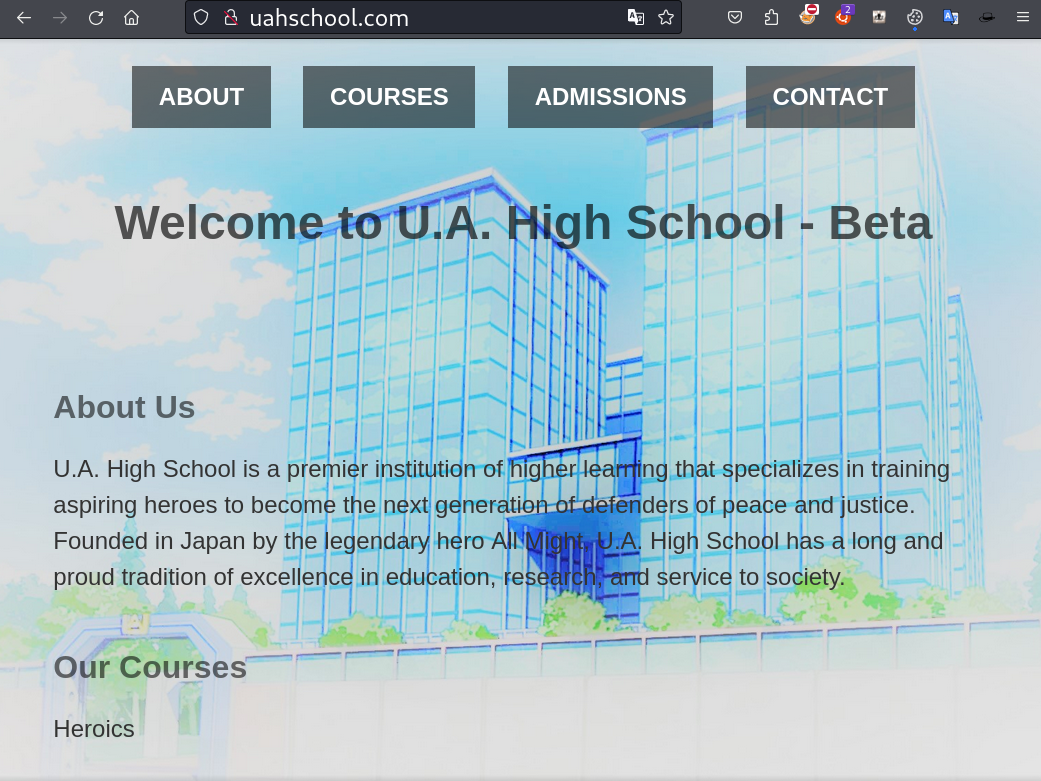 uahschool.com
2
ABOUT COURSES ADMISSIONS CONTACT
Welcome to U.A. High School - Beta
About Us
U.A. High School is a premier institution of higher learning that specializes in training
aspiring heroes to become the next generation of defenders of peace and justice.
Founded in Japan by the legendary hero All Might, U.A. High School has a long and
proud tradition of excellence in education, research, and service to society.
Our Courses
Heroics